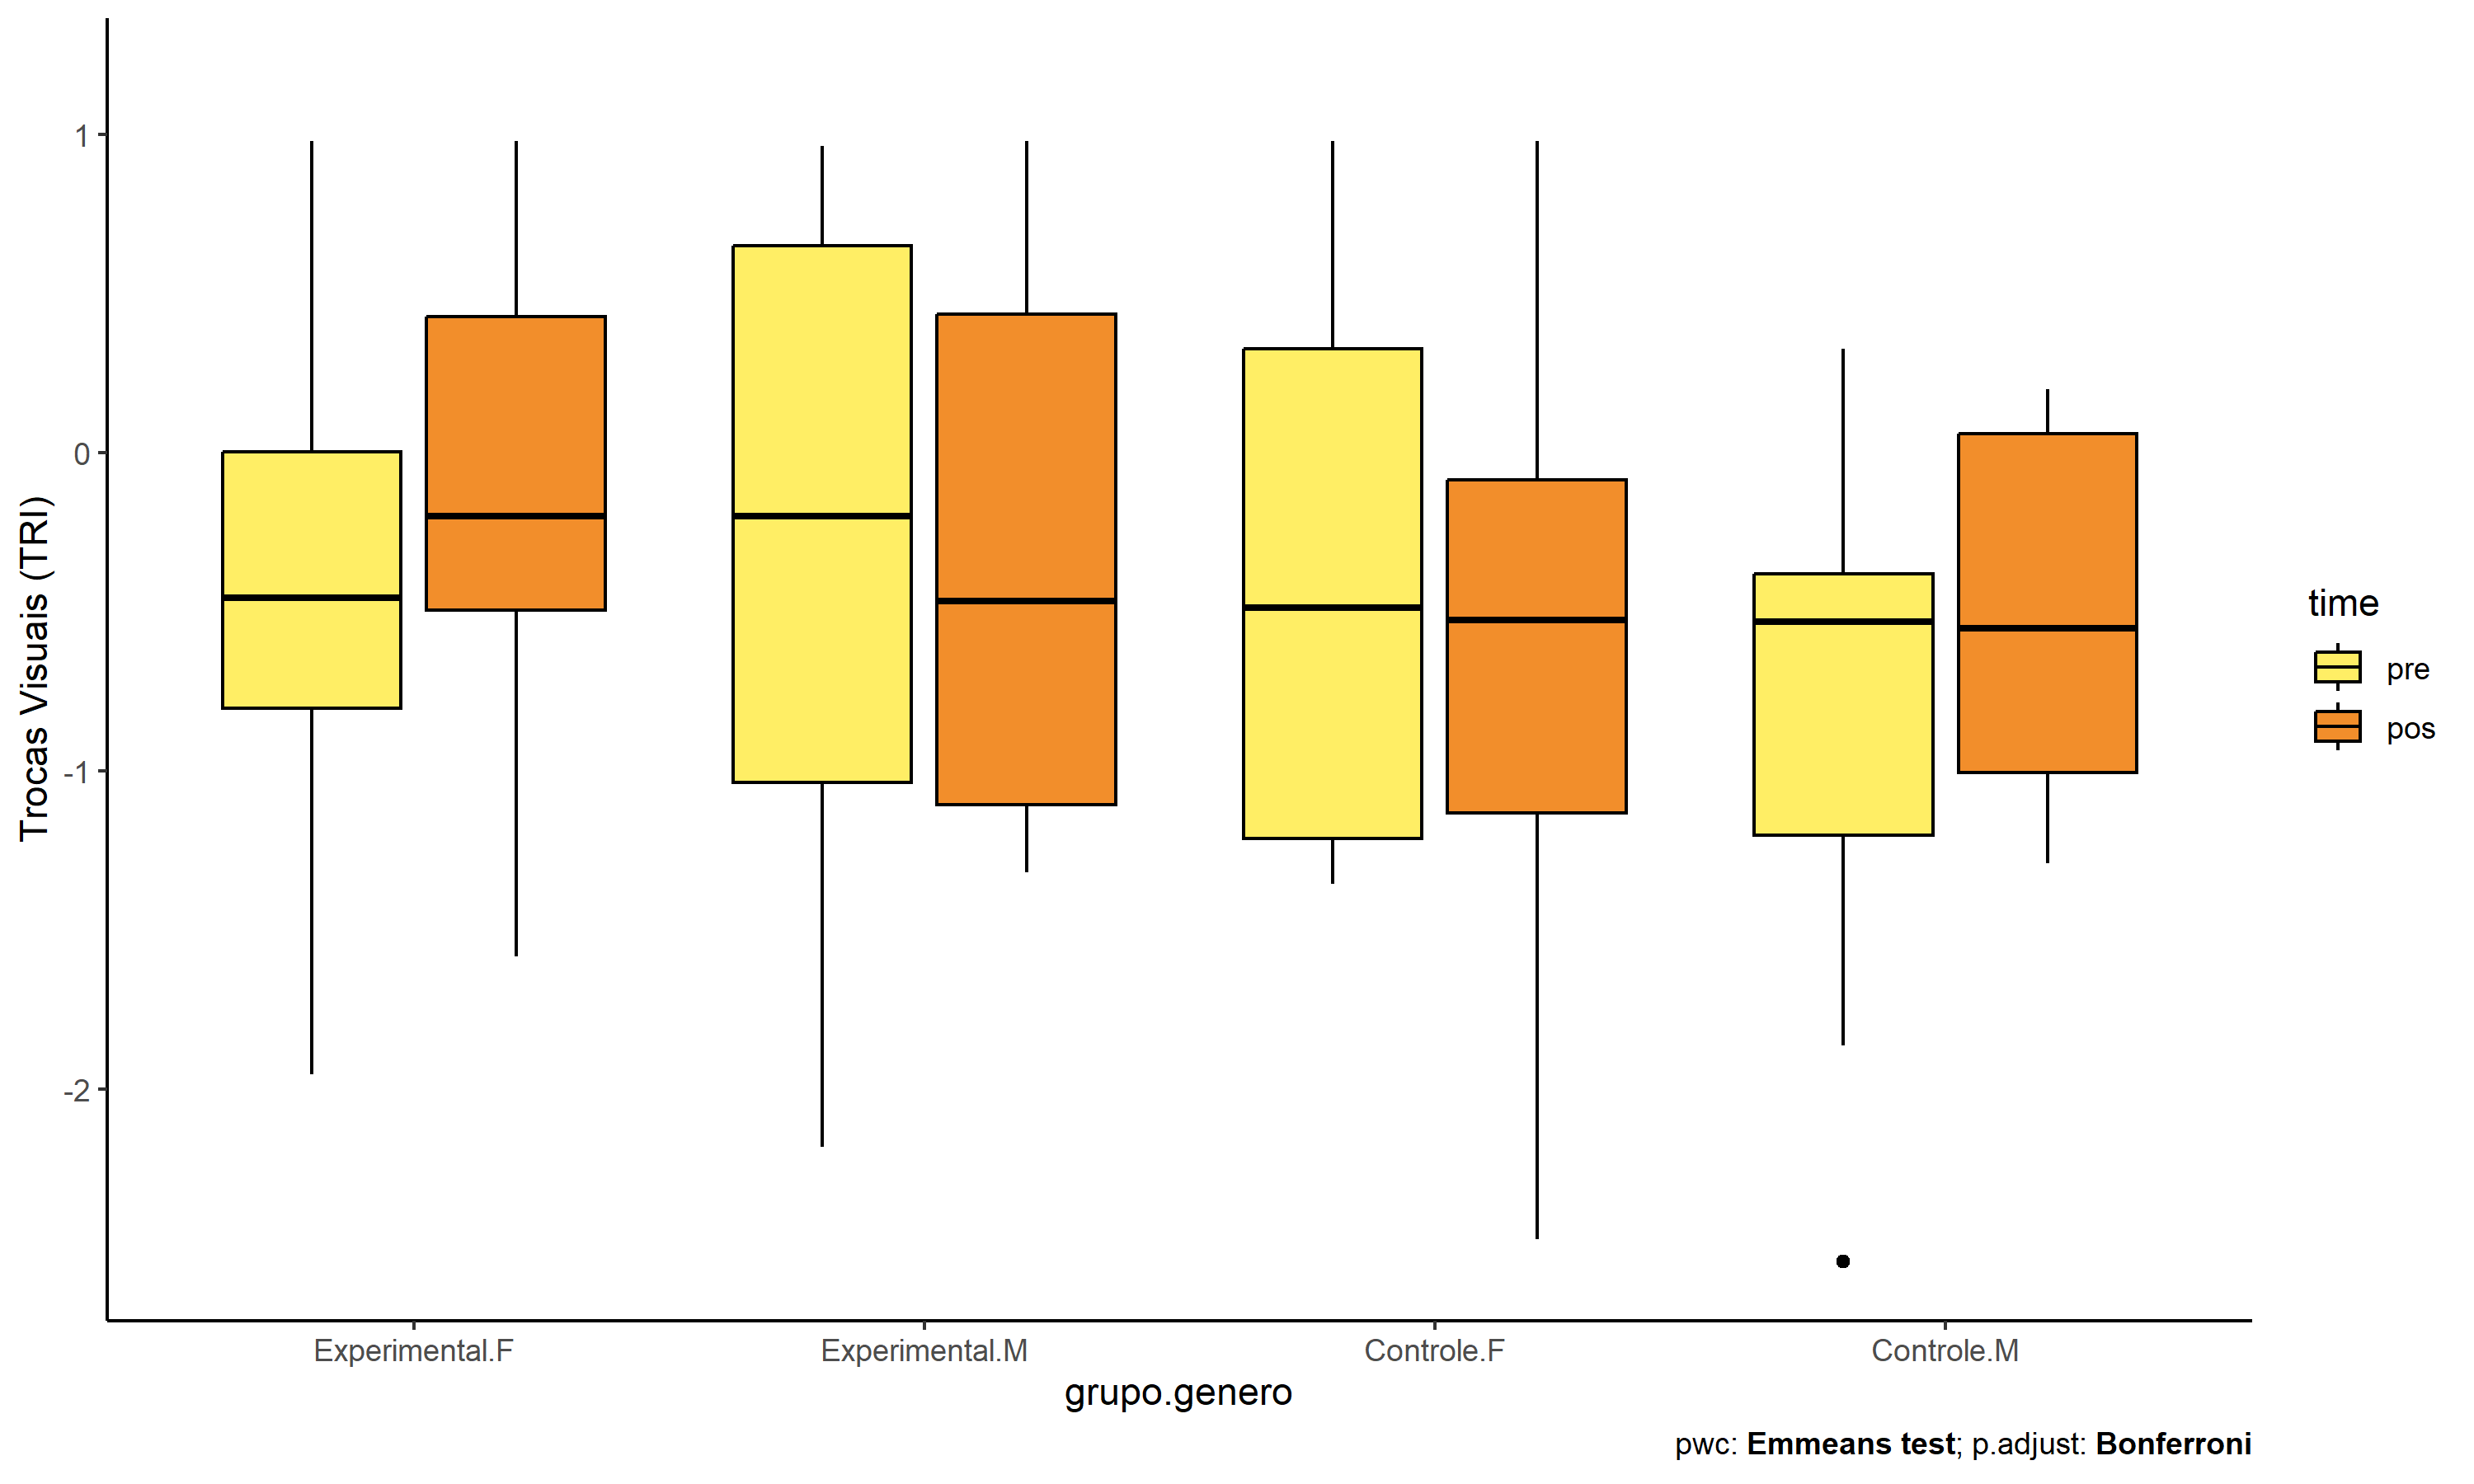 Trocas Visuais (TRI)
1
0
-1
-2
Experimental.F
Experimental.M
Controle.F
Controle.M
grupo.genero
time
pre
pos
pwc: Emmeans test; p.adjust: Bonferroni